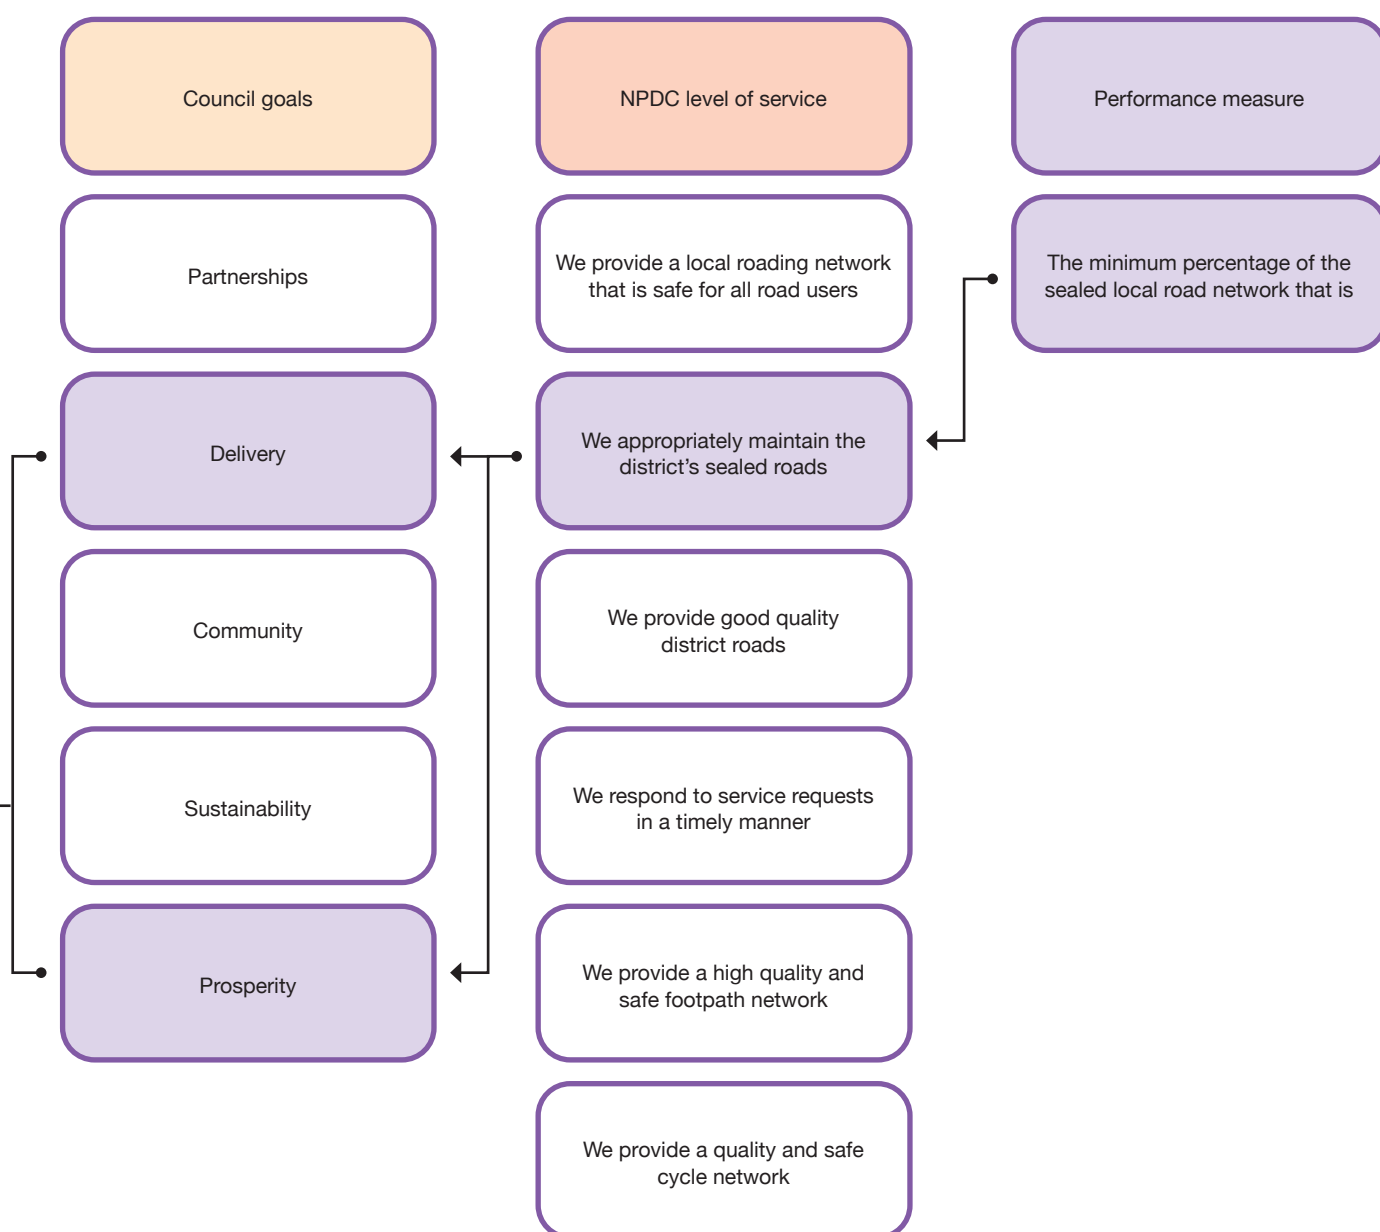 Council goals
NPDC level of service
Performance measure
Partnerships
We provide a local roading network
that is safe for all road users
The minimum percentage of the
sealed local road network that is
Delivery
We appropriately maintain the
district’s sealed roads
Community
We provide good quality
district roads
Sustainability
We respond to service requests
in a timely manner
Prosperity
We provide a high quality and
safe footpath network
We provide a quality and safe
cycle network